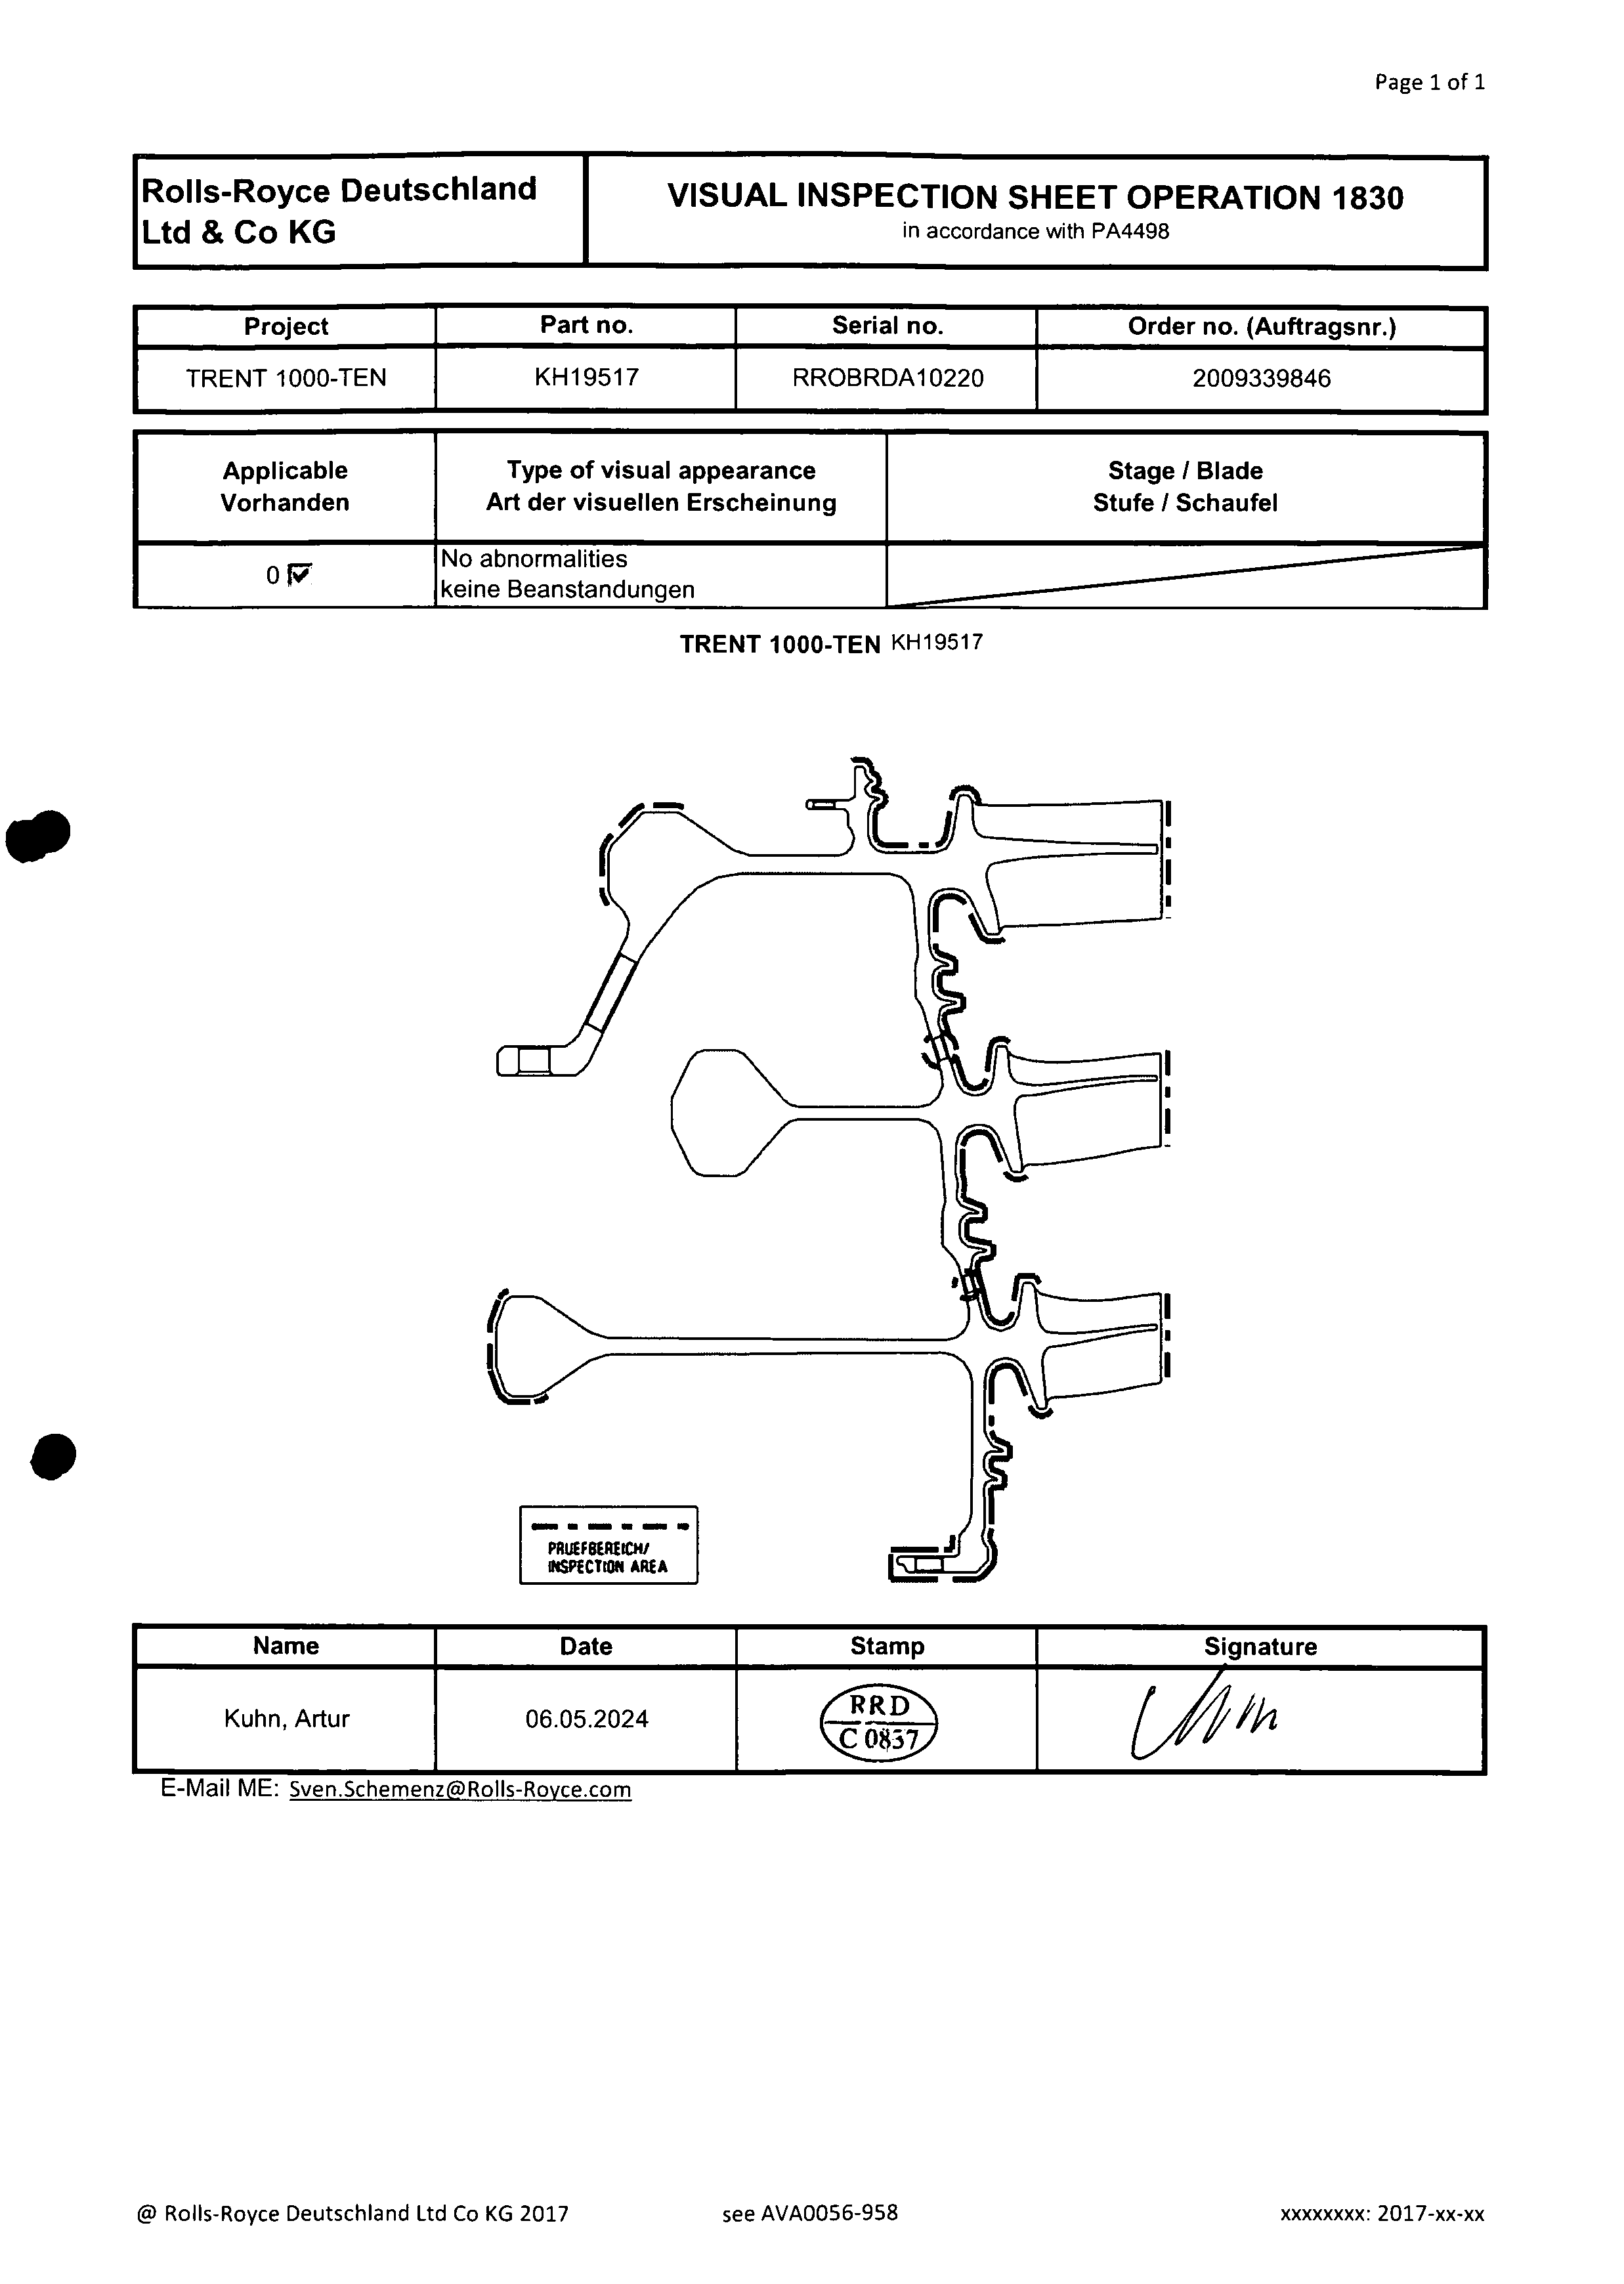 Page 1 of 1
Rolls-Royce Deutschland
Ltd & Co KG
VISUAL INSPECTION SHEET OPERATION 1830
in accordance with PA4498
Project Part no. Serial no. Order no. (Auftragsnr.)
TRENT 1000-TEN KH19517 RROBRDA10220 2009339846
Applicable Type of visual appearance Stage / Blade
Vorhanden Art der visuellen Erscheinung Stufe / Schaufel
No abnormalities
0
keine Beanstandungen
TRENT 1000-TEN KH19517
PRUEFBEREICH/
INSPECTION AREA
Name Date Stamp Signature
Kuhn, Artur 06.05.2024
RRD
C 0837
E-Mail ME: Sven.Schemenz@Rolls-Royce.com
@ Rolls-Royce Deutschland Ltd Co KG 2017 see AVA0056-958 xxxxxxxx: 2017-xx-xx